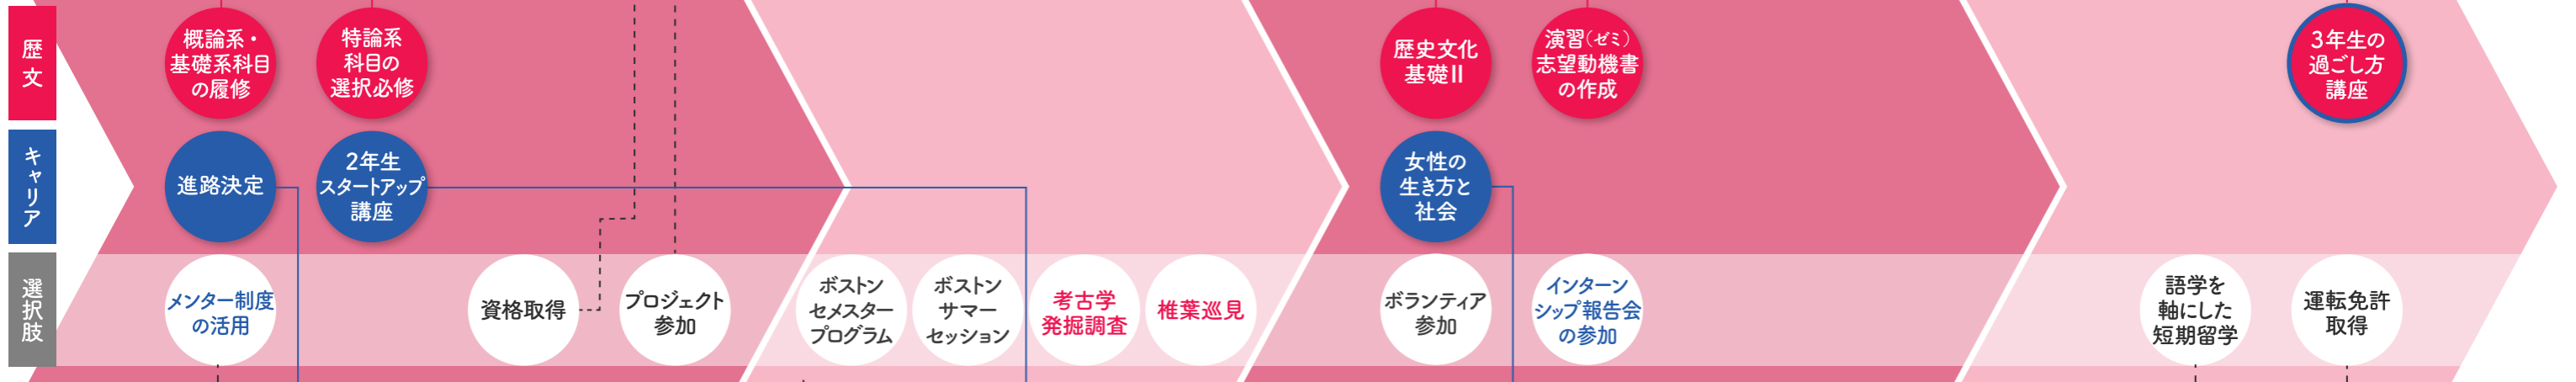 歴文
概論系・
基礎系科目
の履修
特論系
科目の
選択必修
歴史文化
基礎Ⅱ
演習(ゼミ)
志望動機書
の作成
3年生の
過ごし方
講座
キャリア
進路決定
2年生
スタートアップ
講座
女性の
生き方と
社会
選択肢
メンター制度
の活用
資格取得
プロジェクト
参加
ボストン
セメスター
プログラム
ボストン
サマー
セッション
考古学
発掘調査
椎葉巡見
ボランティア
参加
インターン
シップ報告会
の参加
語学を
軸にした
短期留学
運転免許
取得